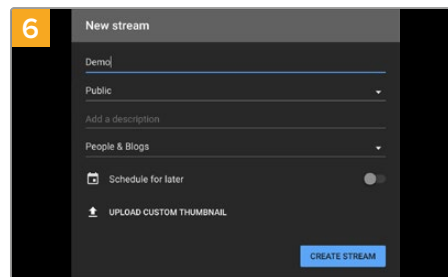 6
New stream
Demo
Public
Add a description
People & Blogs
Schedule for later
UPLOAD CUSTOM THUMBNAIL
CREATE STREAM